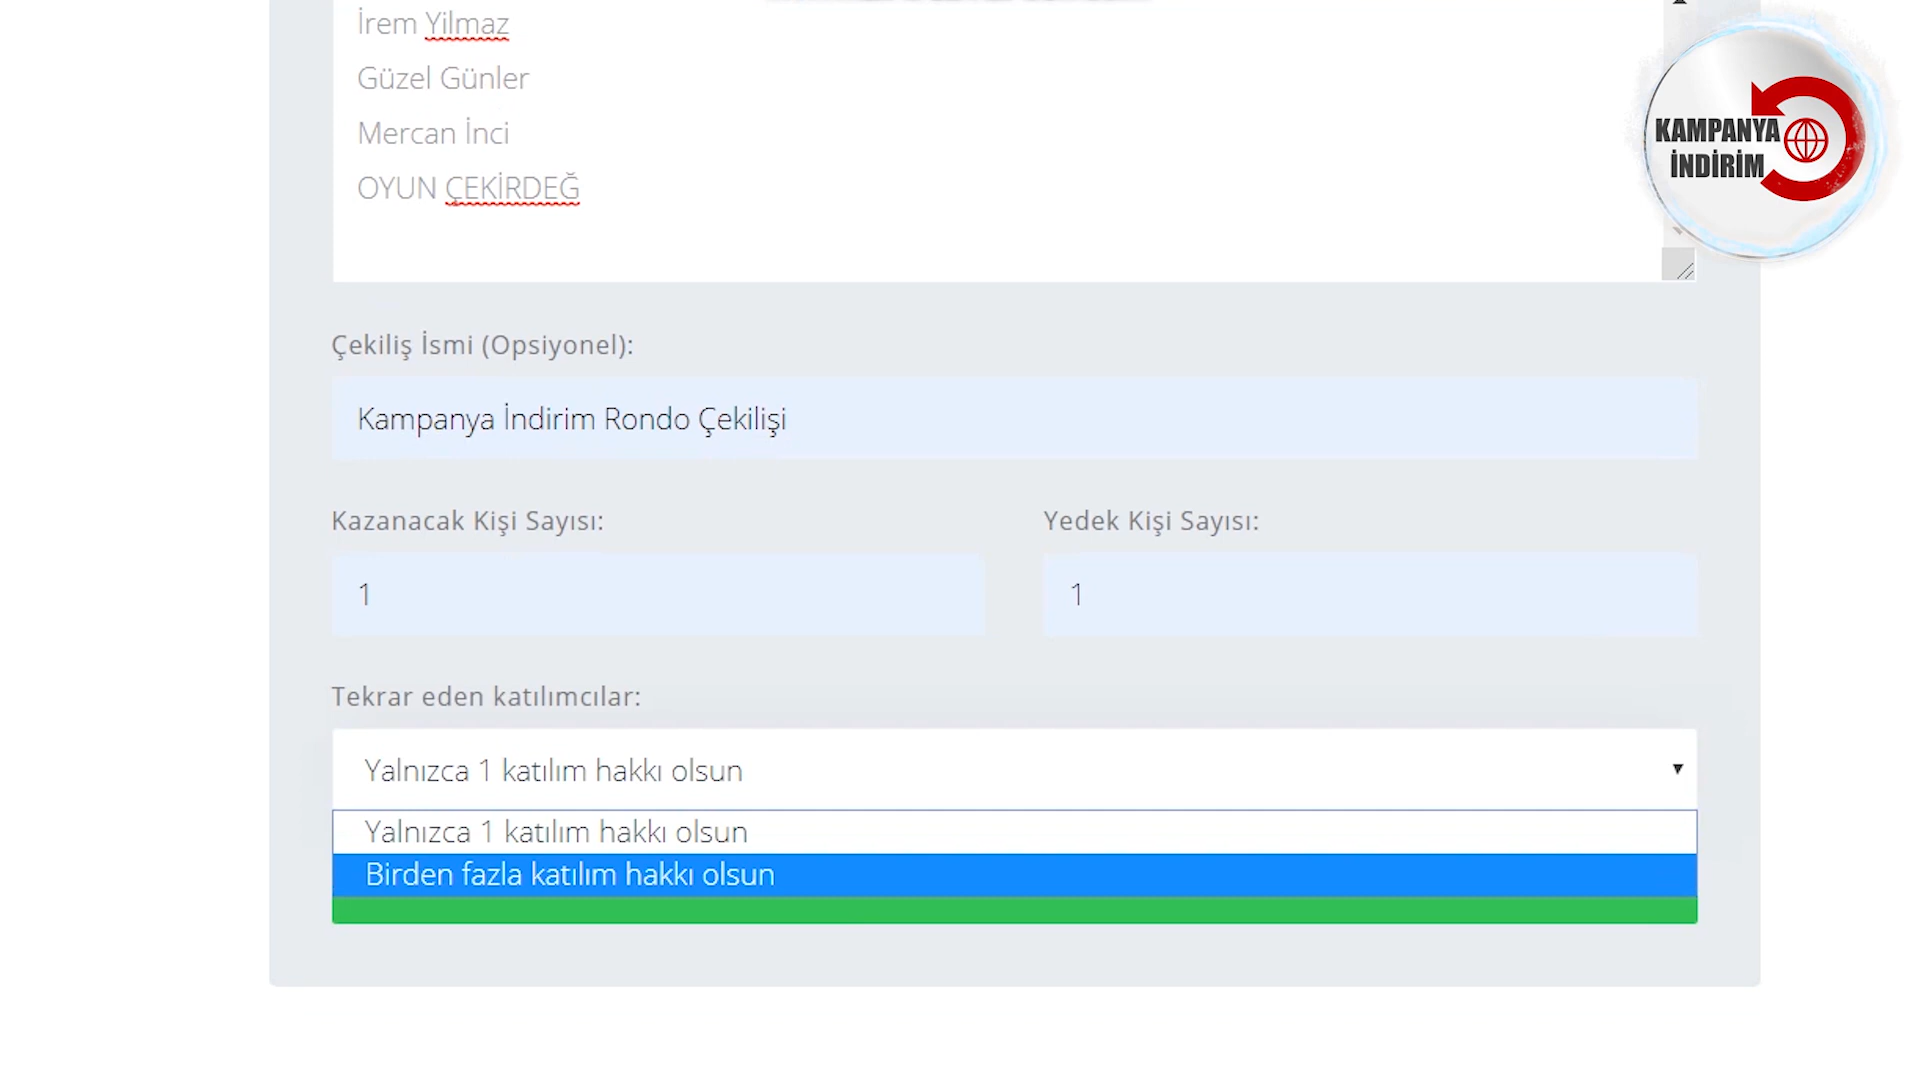 İrem Yilmaz
Güzel Günler
Mercan İnci
OYUN ÇEKİRDEĞ
KAMPANYA
İNDİRİM
Çekiliş İsmi (Opsiyonel):
Kampanya İndirim Rondo Çekilişi
Kazanacak Kişi Sayısı:
Yedek Kişi Sayısı:
1
1
Tekrar eden katılımcılar:
Yalnızca 1 katılım hakkı olsun
Yalnızca 1 katılım hakkı olsun
Birden fazla katılım hakkı olsun